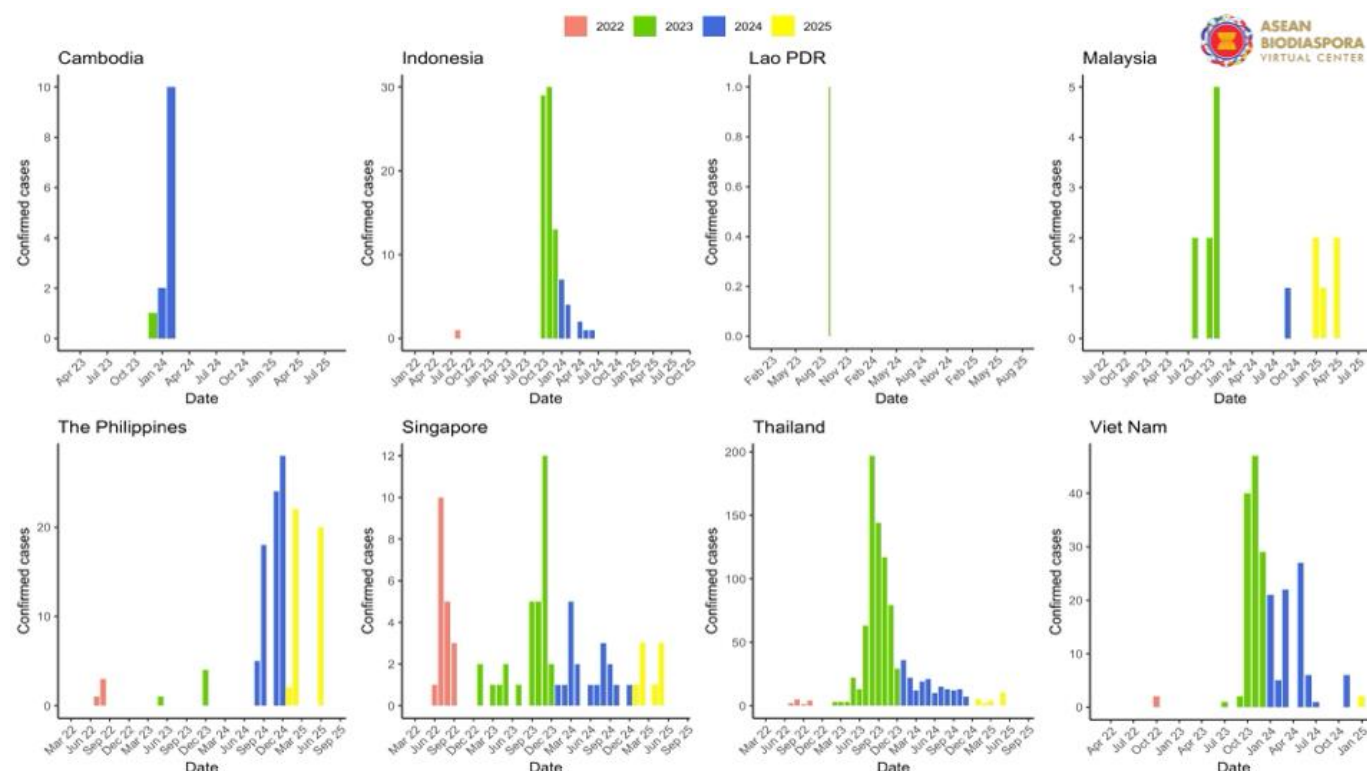 2022 2023 2024 2025
ASEAN
BIODIASPORA
VIRTUAL CENTER
Cambodia
Confirmed cases
10
8
6
4
2
0
Apr 23 Jul 23 Oct 23 Jan 24 Apr 24 Jul 24 Oct 24 Jan 25 Apr 25 Jul 25
Date
Indonesia
Confirmed cases
30
20
10
0
Jan 22 Apr 22 Jul 22 Oct 22 Jan 23 Apr 23 Jul 23 Oct 23 Jan 24 Apr 24 Jul 24 Oct 24 Jan 25 Apr 25 Jul 25 Oct 25
Date
Lao PDR
Confirmed cases
1.0
0.8
0.6
0.4
0.2
0.0
Feb 23 May 23 Aug 23 Nov 23 Feb 24 May 24 Aug 24 Nov 24 Feb 25 May 25 Aug 25
Date
Malaysia
Confirmed cases
5
4
3
2
1
0
Jul 22 Oct 22 Jan 23 Apr 23 Jul 23 Oct 23 Jan 24 Apr 24 Jul 24 Oct 24 Jan 25 Apr 25 Jul 25
Date
The Philippines
Confirmed cases
20
10
0
Mar 22 Jun 22 Sep 22 Dec 22 Mar 23 Jun 23 Sep 23 Dec 23 Mar 24 Jun 24 Sep 24 Dec 24 Mar 25 Jun 25 Sep 25
Date
Singapore
Confirmed cases
12
10
8
6
4
2
0
Mar 22 Jun 22 Sep 22 Dec 22 Mar 23 Jun 23 Sep 23 Dec 23 Mar 24 Jun 24 Sep 24 Dec 24 Mar 25 Jun 25 Sep 25
Date
Thailand
Confirmed cases
200
150
100
50
0
Mar 22 Jun 22 Sep 22 Dec 22 Mar 23 Jun 23 Sep 23 Dec 23 Mar 24 Jun 24 Sep 24 Dec 24 Mar 25 Jun 25 Sep 25
Date
Viet Nam
Confirmed cases
40
30
20
10
0
Apr 22 Jul 22 Oct 22 Jan 23 Apr 23 Jul 23 Oct 23 Jan 24 Apr 24 Jul 24 Oct 24 Jan 25
Date